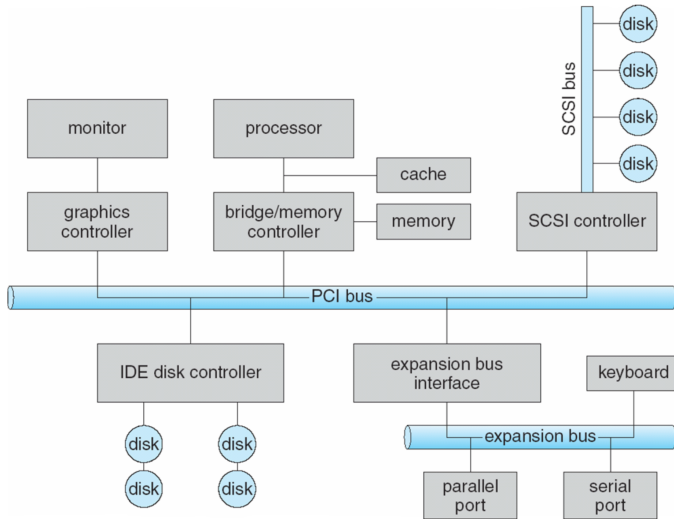 disk
disk
disk
disk
SCSI bus
monitor
processor
cache
graphics
controller
bridge/memory
controller
memory
SCSI controller
PCI bus
IDE disk controller
expansion bus
interface
keyboard
disk
disk
disk
disk
expansion bus
parallel
port
serial
port